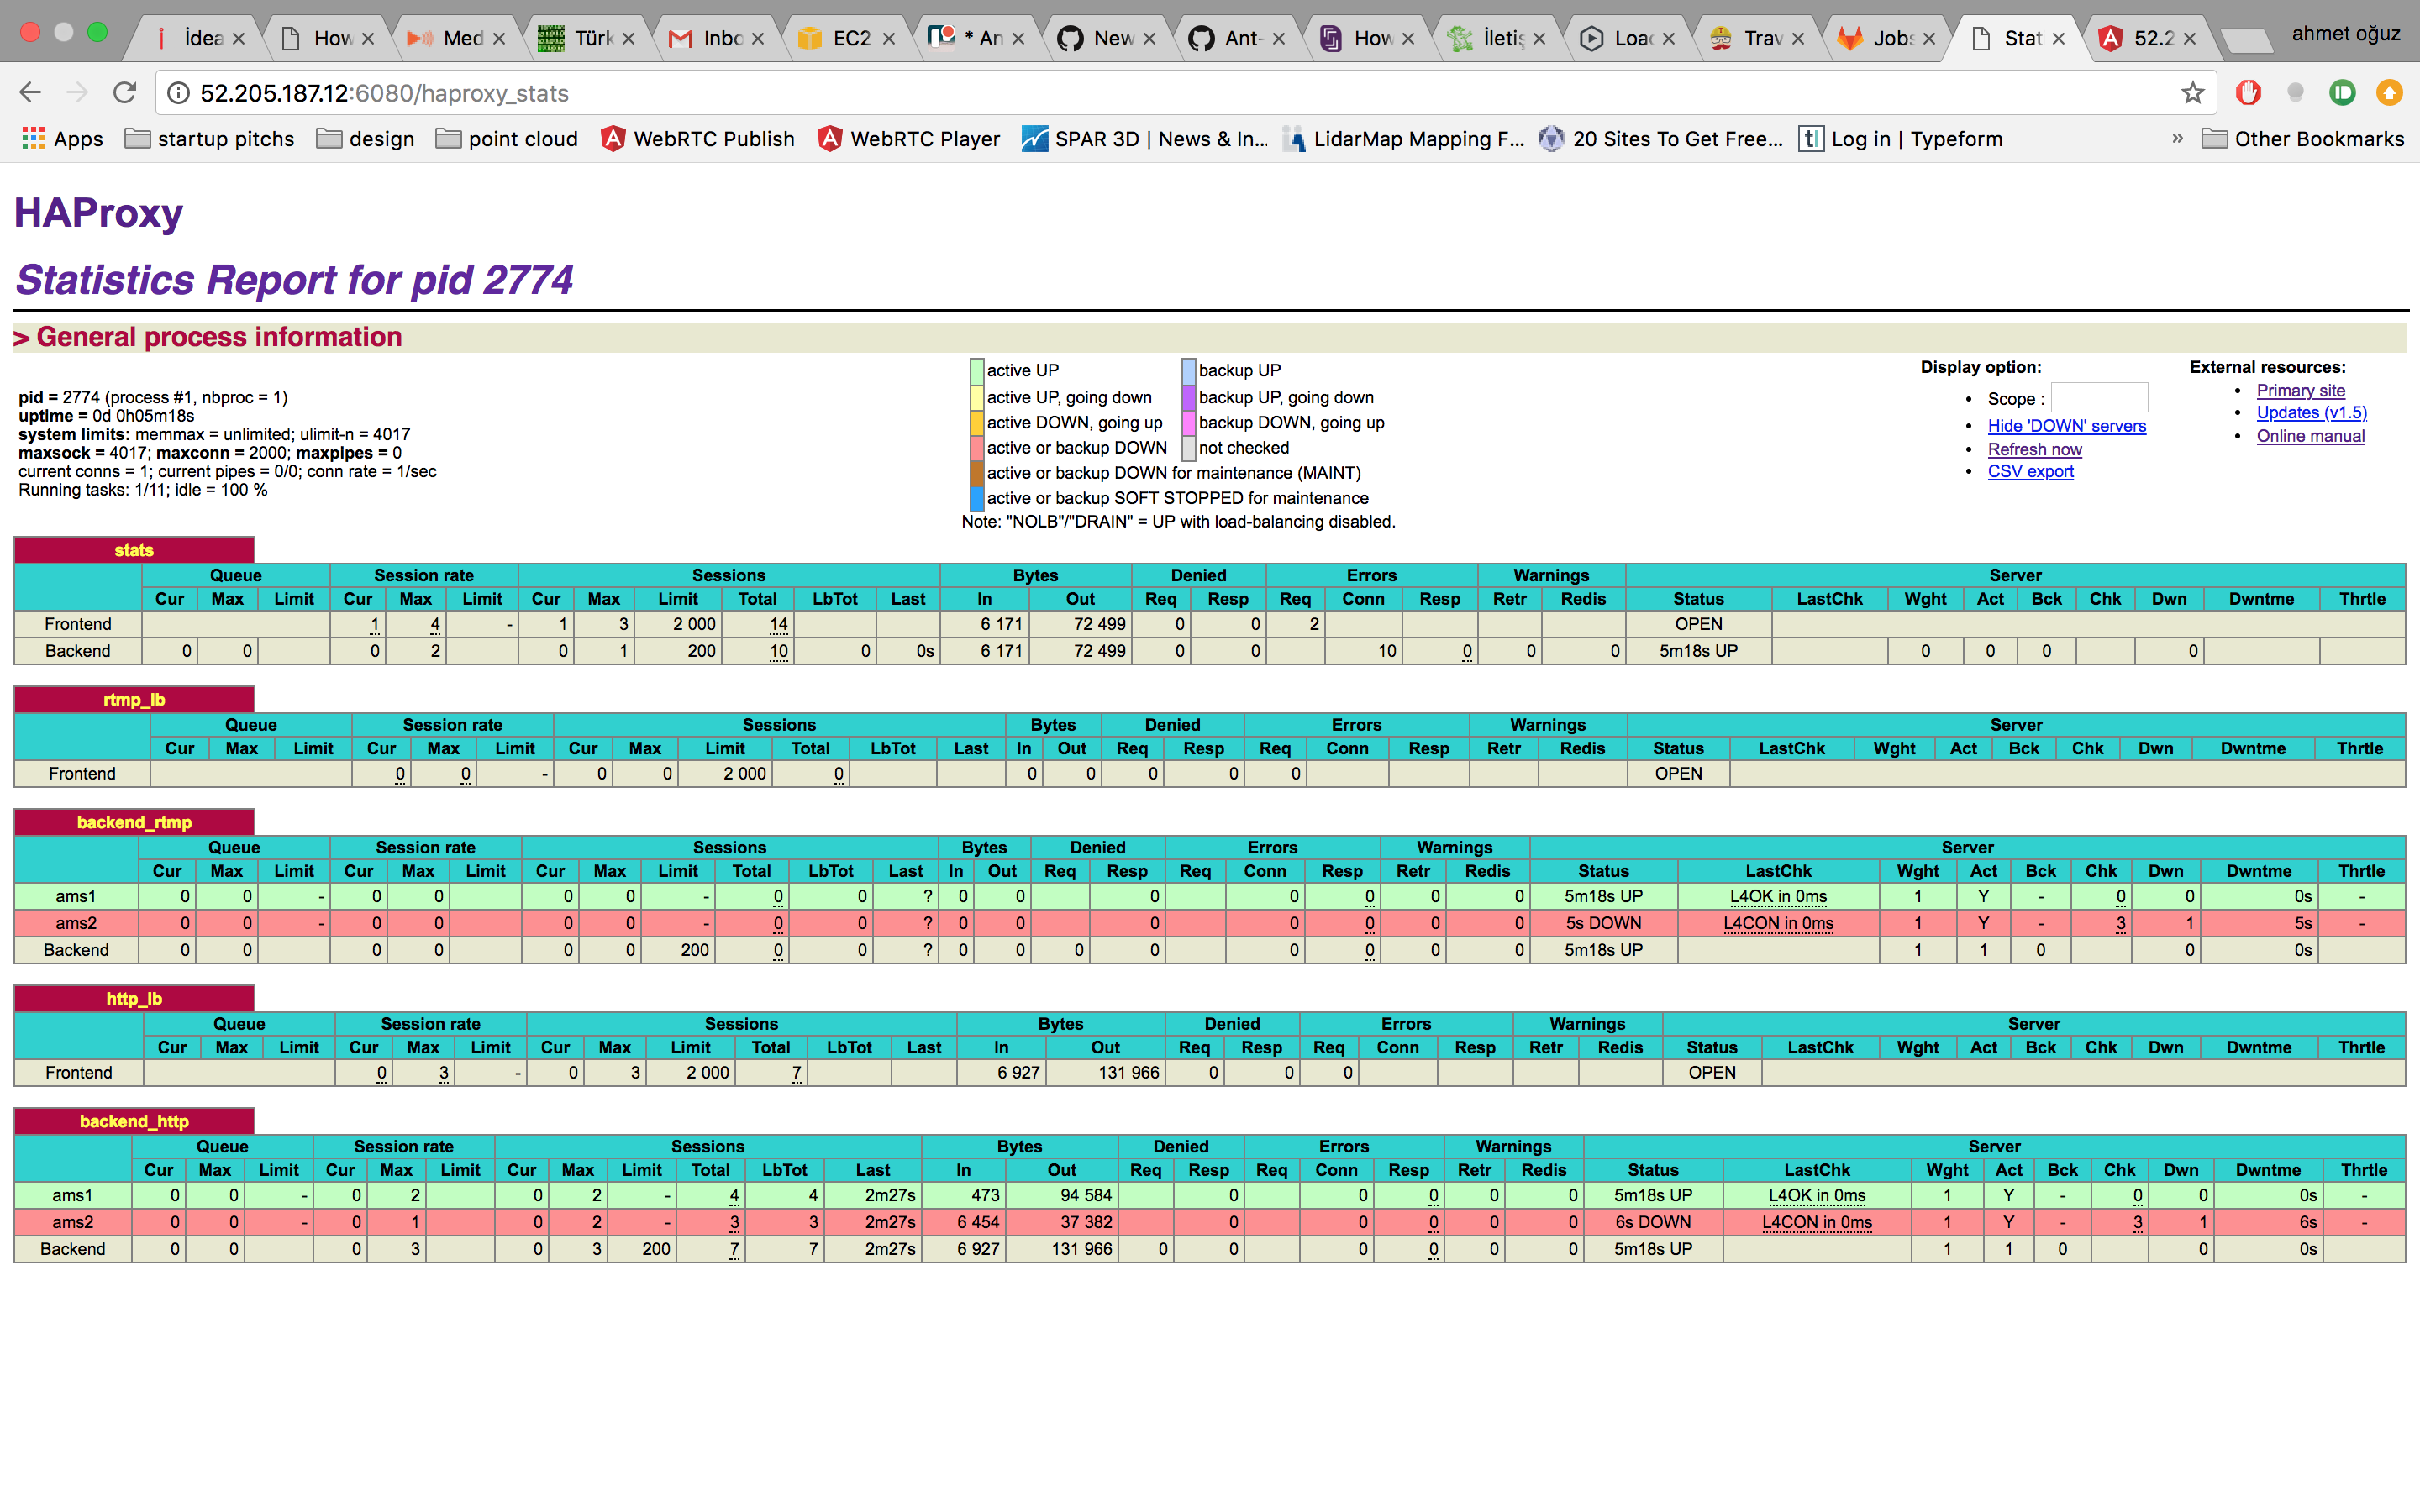 İdea How Med Türk Inbo EC2 * An New Ant- How İleti Load Trav Jobs Stat 52.2 ahmet oğuz
52.205.187.12:6080/haproxy_stats
Apps startup pitchs design point cloud WebRTC Publish WebRTC Player SPAR 3D | News & In... LidarMap Mapping F... 20 Sites To Get Free... tl Log in | Typeform » Other Bookmarks
HAProxy
Statistics Report for pid 2774
> General process information
pid = 2774 (process #1, nbproc = 1)
uptime = 0d 0h05m18s
system limits: memmax = unlimited; ulimit-n = 4017
maxsock = 4017; maxconn = 2000; maxpipes = 0
current conns = 1; current pipes = 0/0; conn rate = 1/sec
Running tasks: 1/11; idle = 100 %
active UP backup UP
active UP, going down backup UP, going down
active DOWN, going up backup DOWN, going up
active or backup DOWN not checked
active or backup DOWN for maintenance (MAINT)
active or backup SOFT STOPPED for maintenance
Note: "NOLB"/"DRAIN" = UP with load-balancing disabled.
Display option:
• Scope :
• Hide 'DOWN' servers
• Refresh now
• CSV export
External resources:
• Primary site
• Updates (v1.5)
• Online manual
stats
Queue Session rate Sessions Bytes Denied Errors Warnings Server
Cur Max Limit Cur Max Limit Cur Max Limit Total LbTot Last In Out Req Resp Req Conn Resp Retr Redis Status LastChk Wght Act Bck Chk Dwn Dwntme Thrtle
Frontend 1 4 - 1 3 2 000 14 6 171 72 499 0 0 2 OPEN
Backend 0 0 0 2 0 1 200 10 0 0s 6 171 72 499 0 0 10 0 0 0 5m18s UP 0 0 0 0
rtmp_lb
Queue Session rate Sessions Bytes Denied Errors Warnings Server
Cur Max Limit Cur Max Limit Cur Max Limit Total LbTot Last In Out Req Resp Req Conn Resp Retr Redis Status LastChk Wght Act Bck Chk Dwn Dwntme Thrtle
Frontend 0 0 - 0 0 2 000 0 0 0 0 0 0 OPEN
backend_rtmp
Queue Session rate Sessions Bytes Denied Errors Warnings Server
Cur Max Limit Cur Max Limit Cur Max Limit Total LbTot Last In Out Req Resp Req Conn Resp Retr Redis Status LastChk Wght Act Bck Chk Dwn Dwntme Thrtle
ams1 0 0 - 0 0 0 0 - 0 0 ? 0 0 0 0 0 0 0 5m18s UP L4OK in 0ms 1 Y - 0 0 0s -
ams2 0 0 - 0 0 0 0 - 0 0 ? 0 0 0 0 0 0 0 5s DOWN L4CON in 0ms 1 Y - 3 1 5s -
Backend 0 0 0 0 0 0 200 0 0 ? 0 0 0 0 0 0 0 0 5m18s UP 1 1 0 0 0s
http_lb
Queue Session rate Sessions Bytes Denied Errors Warnings Server
Cur Max Limit Cur Max Limit Cur Max Limit Total LbTot Last In Out Req Resp Req Conn Resp Retr Redis Status LastChk Wght Act Bck Chk Dwn Dwntme Thrtle
Frontend 0 3 - 0 3 2 000 7 6 927 131 966 0 0 0 OPEN
backend_http
Queue Session rate Sessions Bytes Denied Errors Warnings Server
Cur Max Limit Cur Max Limit Cur Max Limit Total LbTot Last In Out Req Resp Req Conn Resp Retr Redis Status LastChk Wght Act Bck Chk Dwn Dwntme Thrtle
ams1 0 0 - 0 2 0 2 - 4 4 2m27s 473 94 584 0 0 0 0 0 5m18s UP L4OK in 0ms 1 Y - 0 0 0s -
ams2 0 0 - 0 1 0 2 - 3 3 2m27s 6 454 37 382 0 0 0 0 0 6s DOWN L4CON in 0ms 1 Y - 3 1 6s -
Backend 0 0 0 3 0 3 200 7 7 2m27s 6 927 131 966 0 0 0 0 0 0 5m18s UP 1 1 0 0 0s